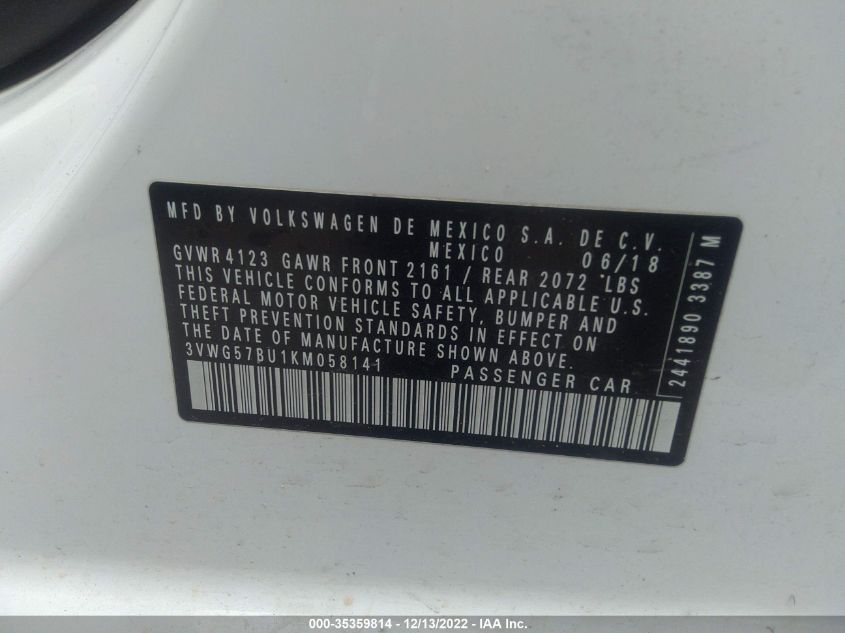 MFD BY VOLKSWAGEN DE MEXICO S.A. DE C.V.
MEXICO 06/18
GVWR 4123 GAWR FRONT 2161 / REAR 2072 LBS
THIS VEHICLE CONFORMS TO ALL APPLICABLE U.S.
FEDERAL MOTOR VEHICLE SAFETY, BUMPER AND
THEFT PREVENTION STANDARDS IN EFFECT ON
THE DATE OF MANUFACTURE SHOWN ABOVE.
3VWG57BU1KM058141 PASSENGER CAR
2441890 3387 M
000-35359814 - 12/13/2022 - IAA Inc.